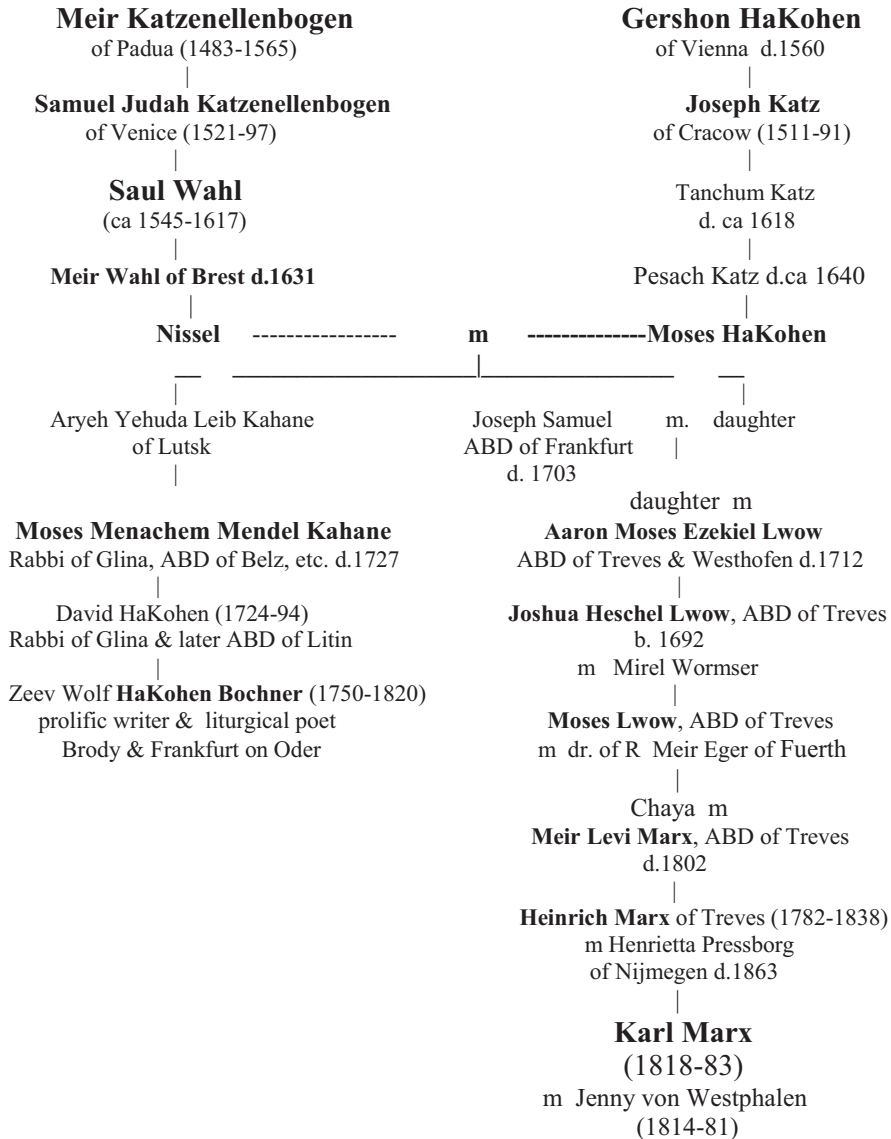 Meir Katzenellenbogen
of Padua (1483-1565)
Samuel Judah Katzenellenbogen
of Venice (1521-97)
Saul Wahl
(ca 1545-1617)
Meir Wahl of Brest d.1631
Gershon HaKohen
of Vienna d.1560
Joseph Katz
of Cracow (1511-91)
Tanchum Katz
d. ca 1618
Pesach Katz d.ca 1640
Nissel ----------------- m --------------Moses HaKohen
Aryeh Yehuda Leib Kahane
of Lutsk
Moses Menachem Mendel Kahane
Rabbi of Glina, ABD of Belz, etc. d.1727
David HaKohen (1724-94)
Rabbi of Glina & later ABD of Litin
Zeev Wolf HaKohen Bochner (1750-1820)
prolific writer & liturgical poet
Brody & Frankfurt on Oder
Joseph Samuel m. daughter
ABD of Frankfurt
d. 1703
daughter m
Aaron Moses Ezekiel Lwow
ABD of Treves & Westhofen d.1712
Joshua Heschel Lwow, ABD of Treves
b. 1692
m Mirel Wormser
Moses Lwow, ABD of Treves
m dr. of R Meir Eger of Fuerth
Chaya m
Meir Levi Marx, ABD of Treves
d.1802
Heinrich Marx of Treves (1782-1838)
m Henrietta Pressborg
of Nijmegen d.1863
Karl Marx
(1818-83)
m Jenny von Westphalen
(1814-81)